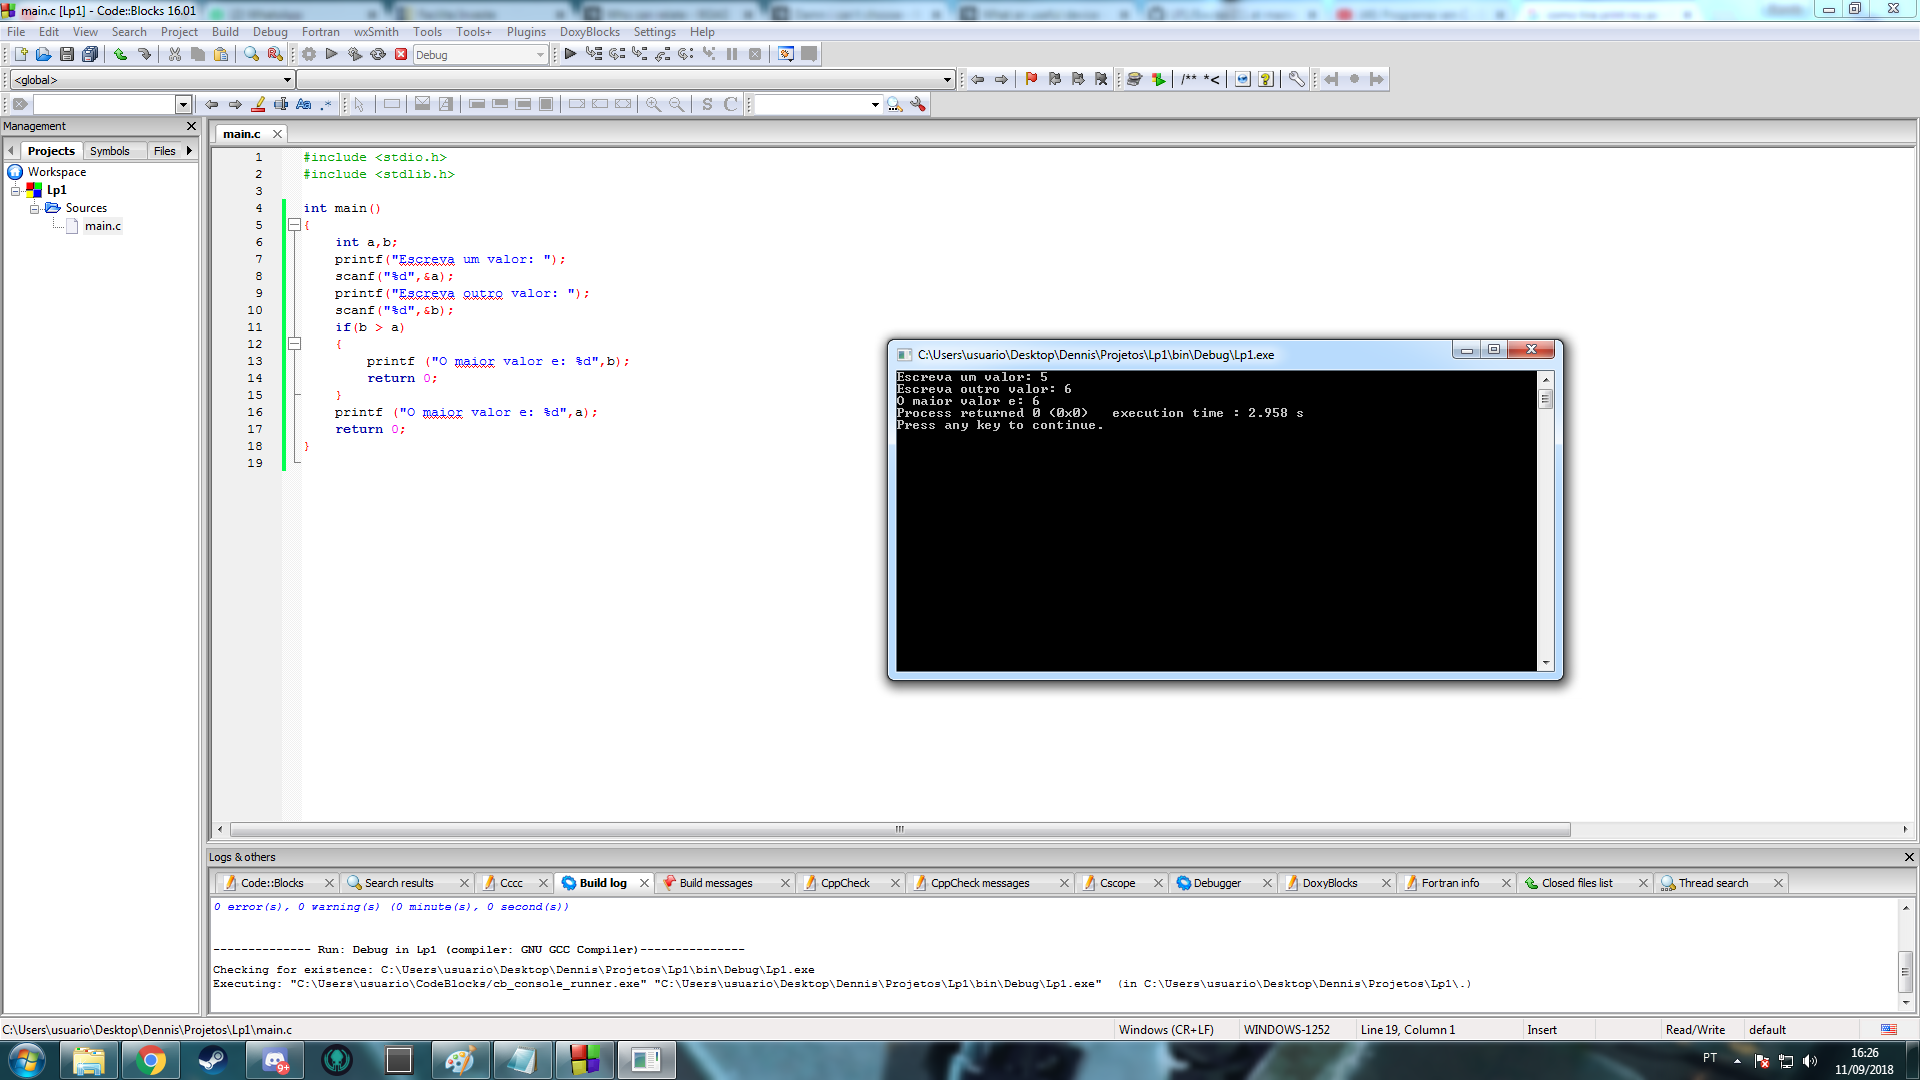 main.c [Lp1] - Code::Blocks 16.01
File Edit View Search Project Build Debug Fortran wxSmith Tools Tools+ Plugins DoxyBlocks Settings Help
Debug
<global>
/** *<
Aa .*
S C
Management
main.c
Projects Symbols Files
Workspace
Lp1
Sources
main.c
1 #include <stdio.h>
2 #include <stdlib.h>
3
4 int main()
5 {
6 int a,b;
7 printf("Escreva um valor: ");
8 scanf("%d",&a);
9 printf("Escreva outro valor: ");
10 scanf("%d",&b);
11 if(b > a)
12 {
13 printf ("O maior valor e: %d",b);
14 return 0;
15 }
16 printf ("O maior valor e: %d",a);
17 return 0;
18 }
19
C:\Users\usuario\Desktop\Dennis\Projetos\Lp1\bin\Debug\Lp1.exe
Escreva um valor: 5
Escreva outro valor: 6
O maior valor e: 6
Process returned 0 (0x0) execution time : 2.958 s
Press any key to continue.
Logs & others
Code::Blocks Search results Cccc Build log Build messages CppCheck CppCheck messages Cscope Debugger DoxyBlocks Fortran info Closed files list Thread search
0 error(s), 0 warning(s) (0 minute(s), 0 second(s))
-------------- Run: Debug in Lp1 (compiler: GNU GCC Compiler)---------------
Checking for existence: C:\Users\usuario\Desktop\Dennis\Projetos\Lp1\bin\Debug\Lp1.exe
Executing: "C:\Users\usuario\CodeBlocks/cb_console_runner.exe" "C:\Users\usuario\Desktop\Dennis\Projetos\Lp1\bin\Debug\Lp1.exe" (in C:\Users\usuario\Desktop\Dennis\Projetos\Lp1\.)
C:\Users\usuario\Desktop\Dennis\Projetos\Lp1\main.c Windows (CR+LF) WINDOWS-1252 Line 19, Column 1 Insert Read/Write default
9+
PT
16:26
11/09/2018